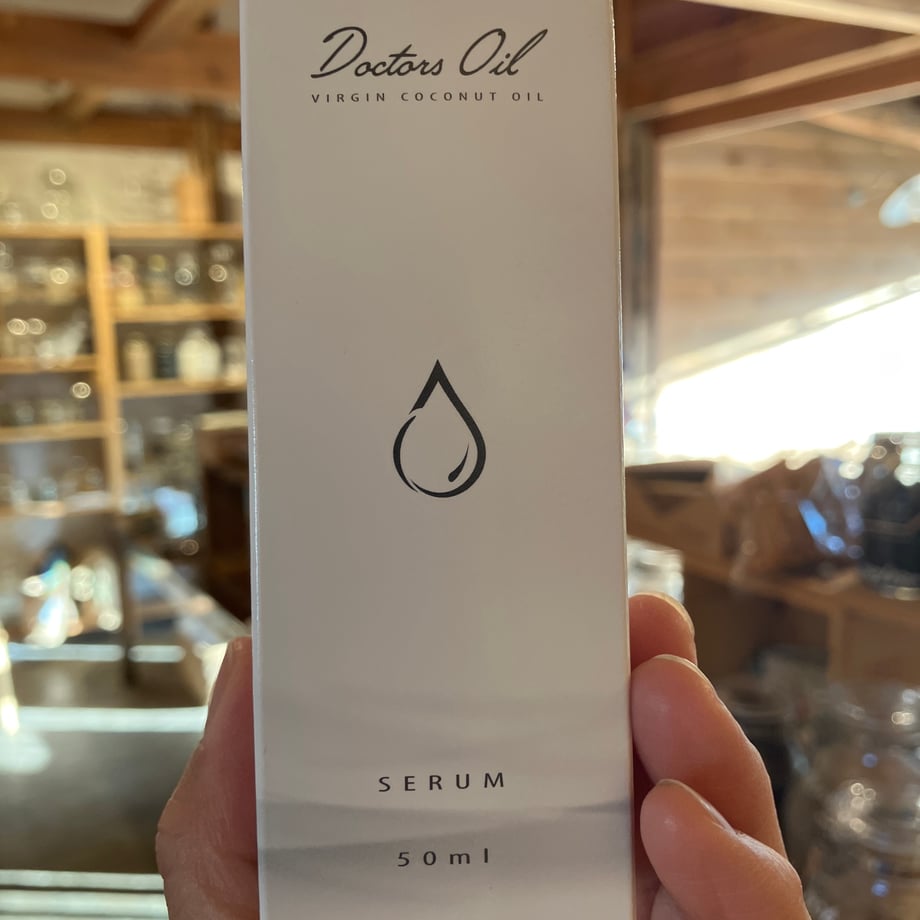 Doctors Oil
VIRGIN COCONUT OIL
SERUM
50ml